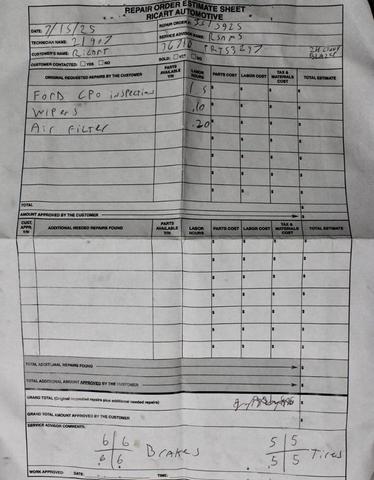 REPAIR ORDER ESTIMATE SHEET
RICART AUTOMOTIVE
DATE: 7/15/25 REPAIR ORDER #:
TECHNICIAN NAME: SERVICE ADVISOR NAME:
CUSTOMER'S NAME: Ricart
CUSTOMER CONTACTED: YES NO SOLD: YES NO
ORIGINAL REQUESTED REPAIRS BY THE CUSTOMER PARTS AVAILABLE Y/N LABOR HOURS PARTS COST LABOR COST TAX & MATERIALS COST TOTAL ESTIMATE
Ford CPO inspection 1.5 $ $ $ $
Wipers .10 $ $ $ $
Air Filter .20 $ $ $ $
TOTAL $
AMOUNT APPROVED BY THE CUSTOMER $
CUST. APPR. Y/N ADDITIONAL NEEDED REPAIRS FOUND PARTS AVAILABLE Y/N LABOR HOURS PARTS COST LABOR COST TAX & MATERIALS COST TOTAL ESTIMATE
TOTAL ADDITIONAL REPAIRS FOUND $
TOTAL ADDITIONAL AMOUNT APPROVED BY THE CUSTOMER $
GRAND TOTAL (Original requested repairs plus additional needed repairs) $
GRAND TOTAL AMOUNT APPROVED BY THE CUSTOMER $
SERVICE ADVISOR COMMENTS:
6 6 5 5
6 6 Brakes 5 5 Tires
WORK APPROVED: DATE: TIME: